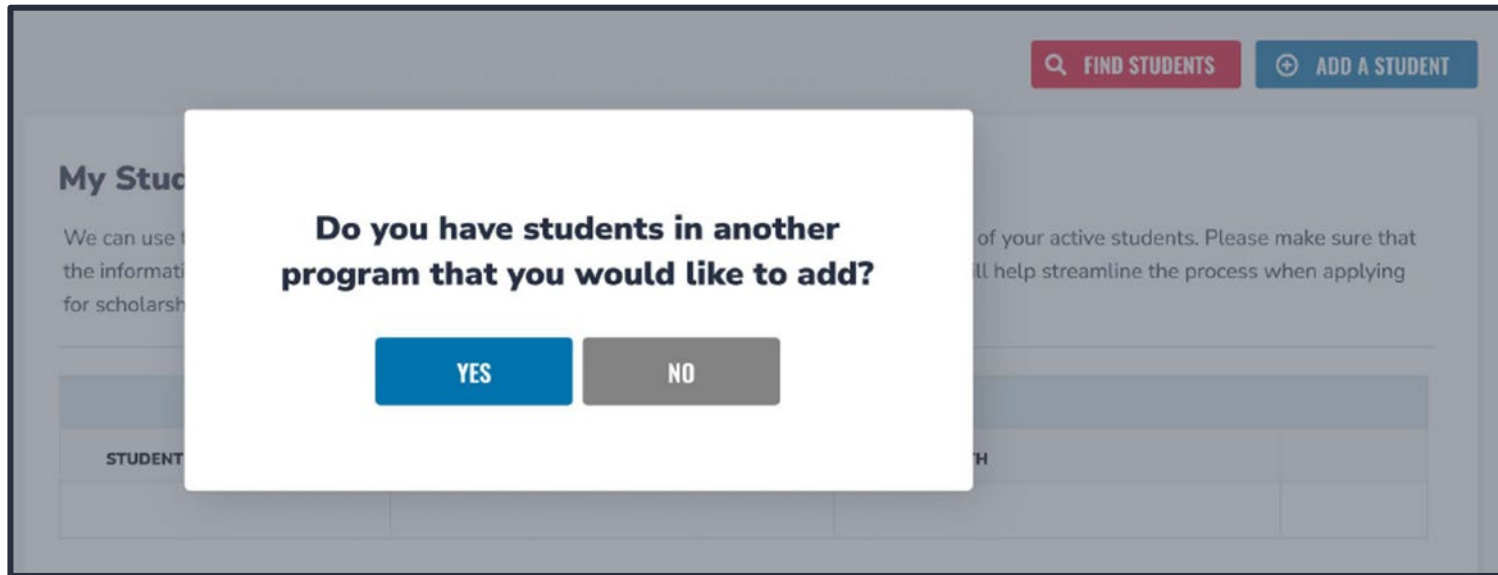 FIND STUDENTS
ADD A STUDENT
My Stud
We can use
of your active students. Please make sure that
the informati
ll help streamline the process when applying
for scholarsh
Do you have students in another
program that you would like to add?
YES
NO
STUDENT
TH